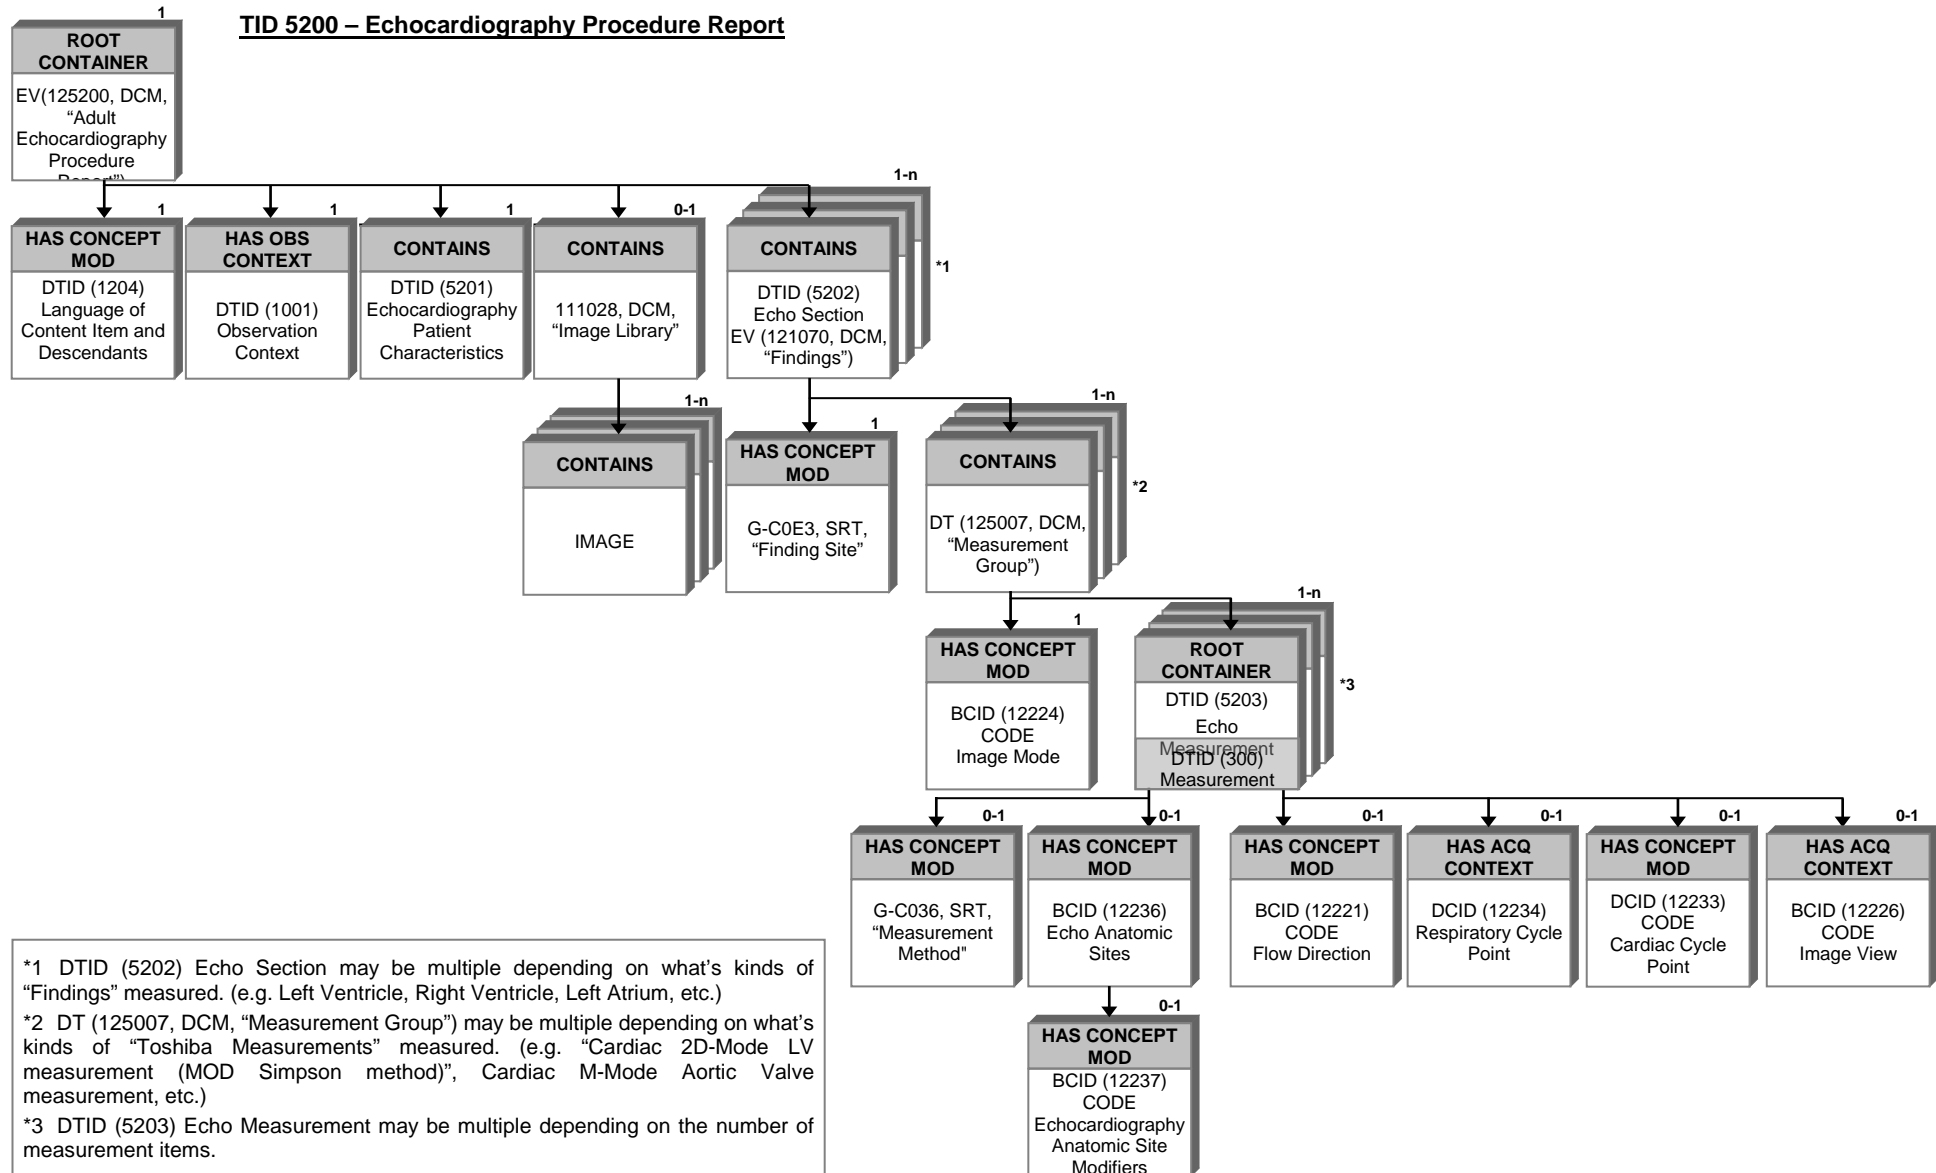 TID 5200 – Echocardiography Procedure Report
1
ROOT
CONTAINER
EV(125200, DCM,
“Adult
Echocardiography
Procedure
Report”)
1
HAS CONCEPT
MOD
DTID (1204)
Language of
Content Item and
Descendants
1
HAS OBS
CONTEXT
DTID (1001)
Observation
Context
1
CONTAINS
DTID (5201)
Echocardiography
Patient
Characteristics
0-1
CONTAINS
111028, DCM,
“Image Library”
1-n
CONTAINS
DTID (5202)
Echo Section
EV (121070, DCM,
“Findings”)
*1
1-n
CONTAINS
IMAGE
1
HAS CONCEPT
MOD
G-C0E3, SRT,
“Finding Site”
1-n
CONTAINS
DT (125007, DCM,
“Measurement
Group”)
*2
1
HAS CONCEPT
MOD
BCID (12224)
CODE
Image Mode
1-n
ROOT
CONTAINER
DTID (5203)
Echo
Measurement
DTID (300)
Measurement
*3
0-1
HAS CONCEPT
MOD
G-C036, SRT,
“Measurement
Method"
0-1
HAS CONCEPT
MOD
BCID (12236)
Echo Anatomic
Sites
0-1
HAS CONCEPT
MOD
BCID (12221)
CODE
Flow Direction
0-1
HAS ACQ
CONTEXT
DCID (12234)
Respiratory Cycle
Point
0-1
HAS CONCEPT
MOD
DCID (12233)
CODE
Cardiac Cycle
Point
0-1
HAS ACQ
CONTEXT
BCID (12226)
CODE
Image View
0-1
HAS CONCEPT
MOD
BCID (12237)
CODE
Echocardiography
Anatomic Site
Modifiers
*1 DTID (5202) Echo Section may be multiple depending on what’s kinds of
“Findings” measured. (e.g. Left Ventricle, Right Ventricle, Left Atrium, etc.)
*2 DT (125007, DCM, “Measurement Group”) may be multiple depending on what’s
kinds of “Toshiba Measurements” measured. (e.g. “Cardiac 2D-Mode LV
measurement (MOD Simpson method)”, Cardiac M-Mode Aortic Valve
measurement, etc.)
*3 DTID (5203) Echo Measurement may be multiple depending on the number of
measurement items.